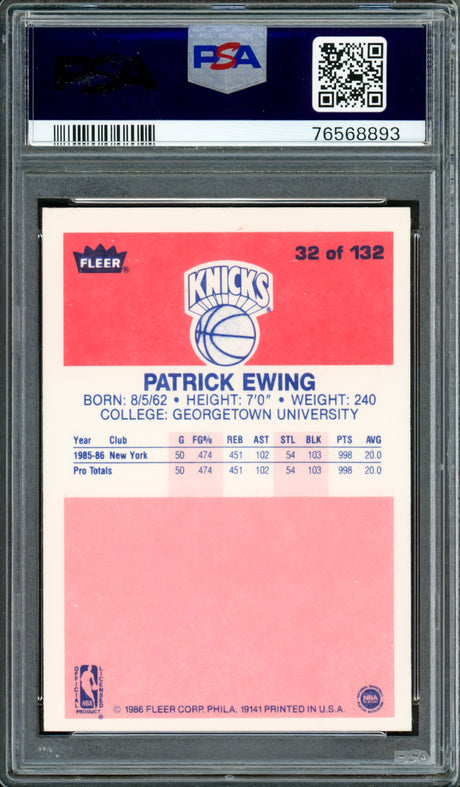 PSA
PSA
76568893
FLEER®
32 of 132
KNICKS
PATRICK EWING
BORN: 8/5/62 • HEIGHT: 7'0" • WEIGHT: 240
COLLEGE: GEORGETOWN UNIVERSITY
Year Club G FG% REB AST STL BLK PTS AVG
1985-86 New York 50 .474 451 102 54 103 998 20.0
Pro Totals 50 .474 451 102 54 103 998 20.0
OFFICIAL LICENSED
NBA
PRODUCT ®
© 1986 FLEER CORP. PHILA. 19141 PRINTED IN U.S.A.
NBA
PSA